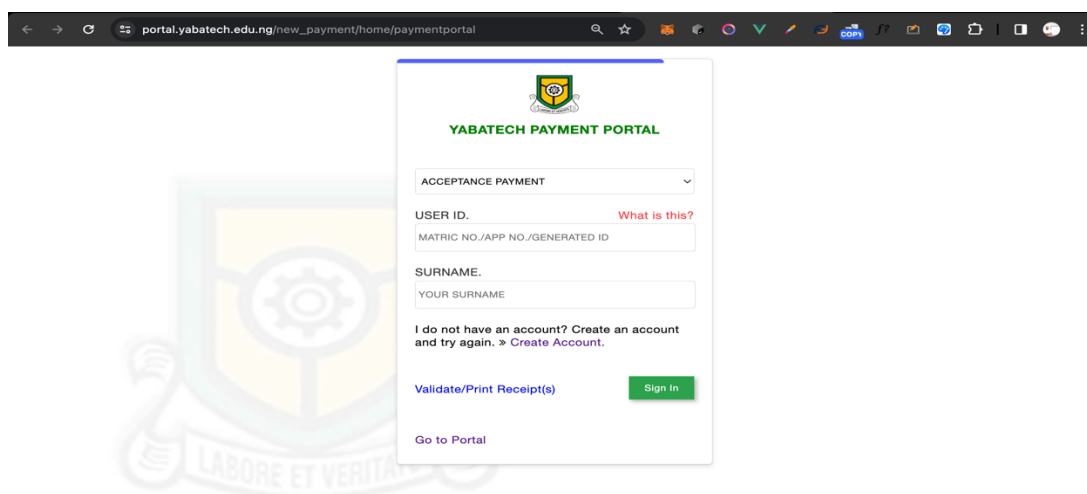 portal.yabatech.edu.ng/new_payment/home/paymentportal
COPY
f?
YABATECH PAYMENT PORTAL
ACCEPTANCE PAYMENT
USER ID. What is this?
MATRIC NO./APP NO./GENERATED ID
SURNAME.
YOUR SURNAME
I do not have an account? Create an account
and try again. » Create Account.
Validate/Print Receipt(s) Sign In
Go to Portal
LABORE ET VERITA